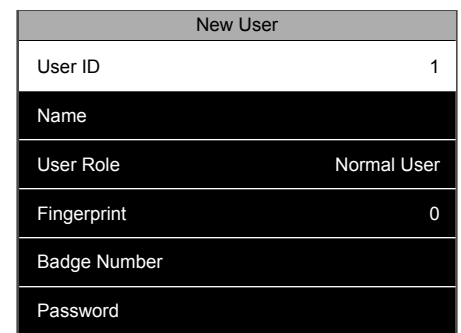 New User
User ID 1
Name
User Role Normal User
Fingerprint 0
Badge Number
Password